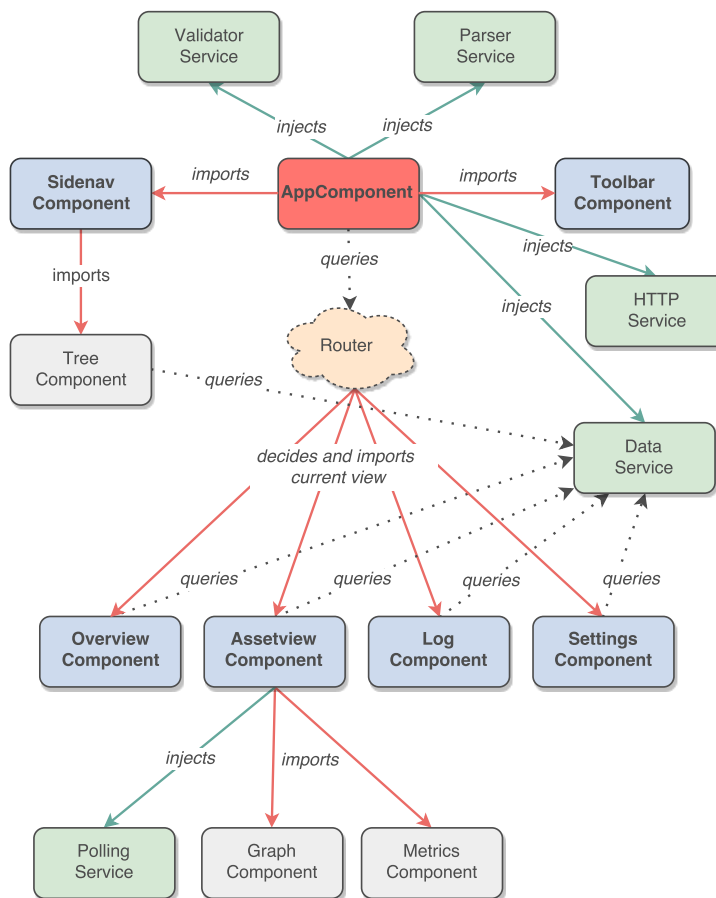 Validator
Service
Parser
Service
injects
injects
Sidenav
Component
imports
AppComponent
imports
Toolbar
Component
queries
injects
imports
injects
HTTP
Service
Router
Tree
Component
queries
Data
Service
decides and imports
current view
queries
queries
queries
queries
Overview
Component
Assetview
Component
Log
Component
Settings
Component
injects
imports
Polling
Service
Graph
Component
Metrics
Component